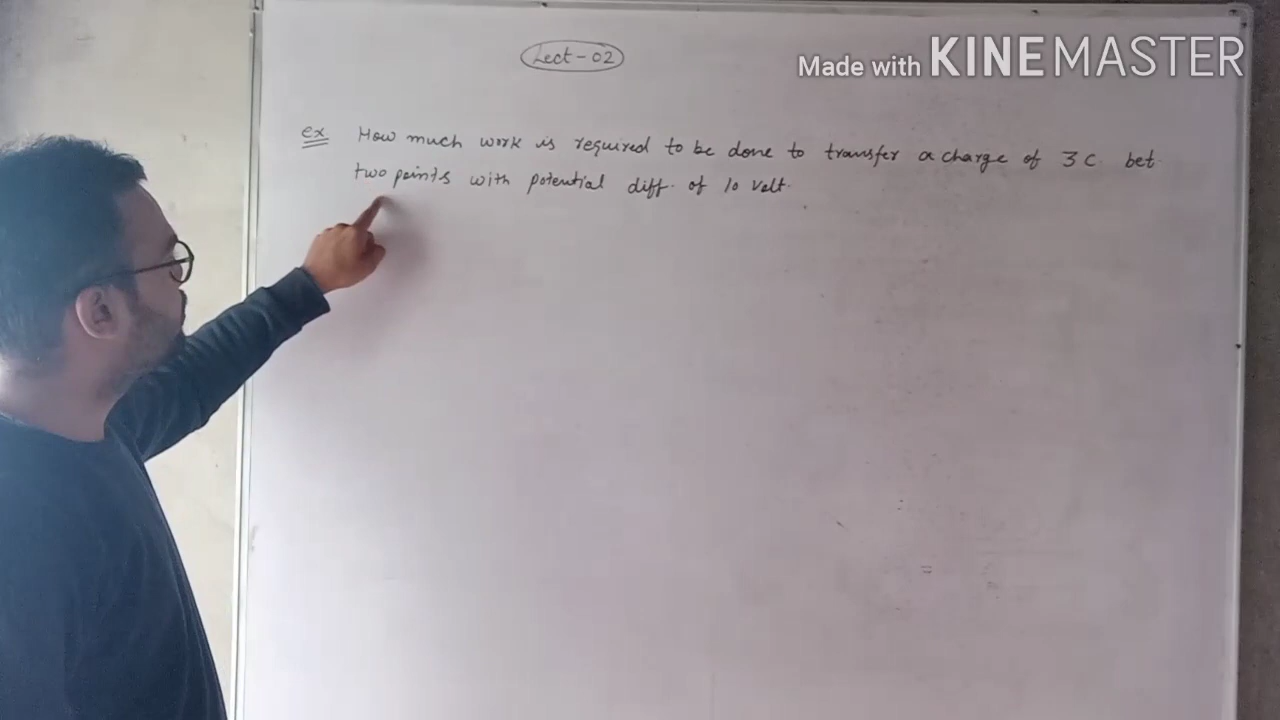 Lect-02
Made with KINEMASTER
ex How much work is required to be done to transfer a charge of 3 C. bet.
two points with potential diff. of 10 Volt.